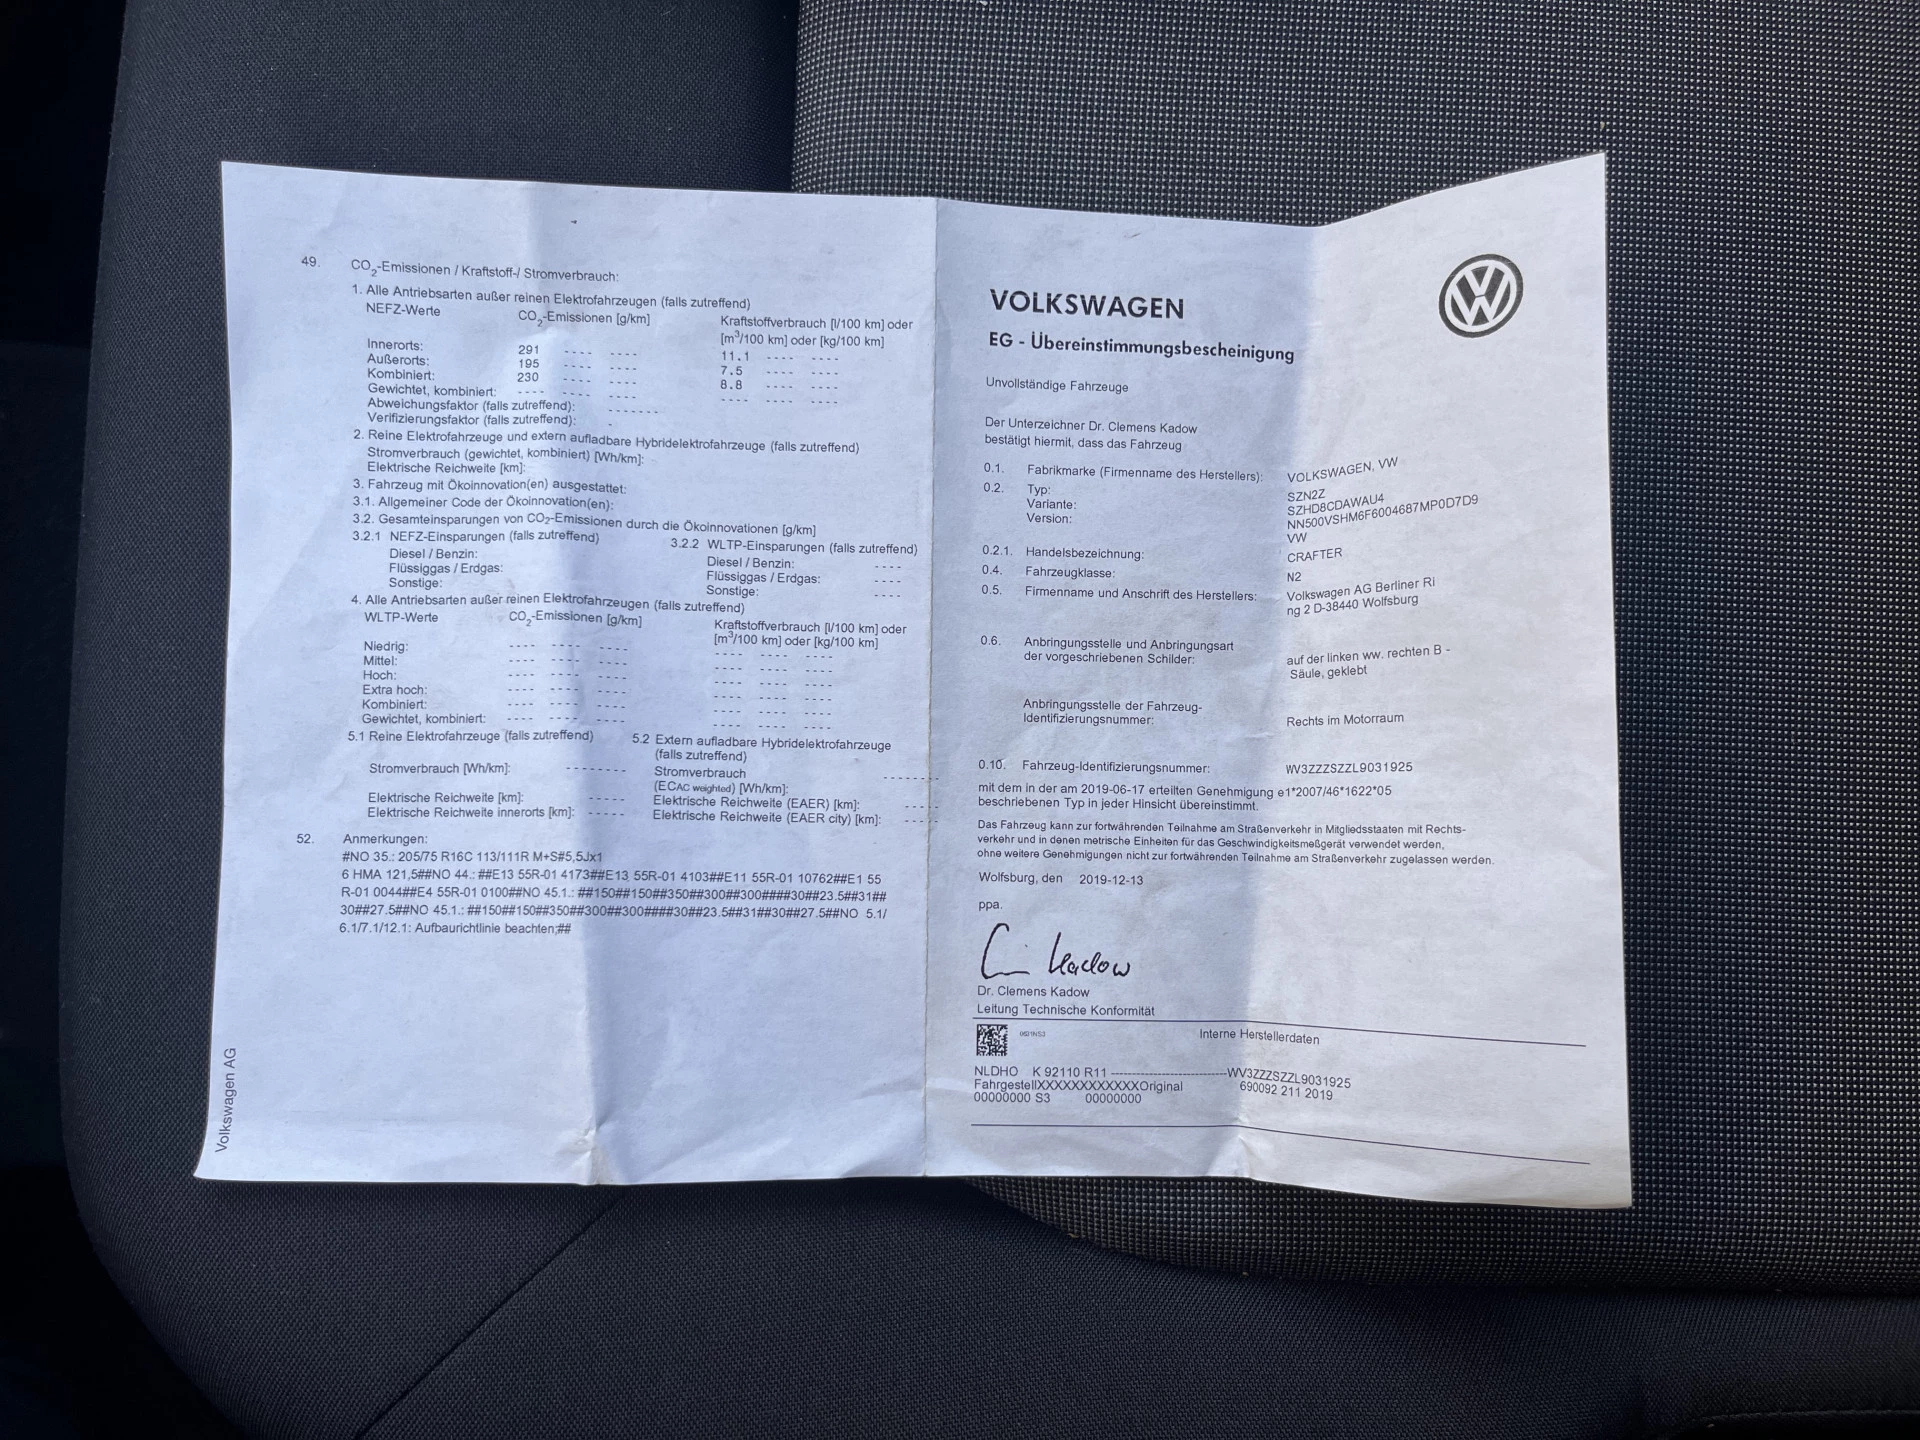 49. CO2-Emissionen / Kraftstoff-/ Stromverbrauch:
1. Alle Antriebsarten außer reinen Elektrofahrzeugen (falls zutreffend)
NEFZ-Werte CO2-Emissionen [g/km] Kraftstoffverbrauch [l/100 km] oder
[m3/100 km] oder [kg/100 km]
Innerorts: 291 ---- ---- 11.1 ---- ----
Außerorts: 195 ---- ---- 7.5 ---- ----
Kombiniert: 230 ---- ---- 8.8 ---- ----
Gewichtet, kombiniert: ---- ---- ---- ---- ---- ----
Abweichungsfaktor (falls zutreffend): -------
Verifizierungsfaktor (falls zutreffend): -
2. Reine Elektrofahrzeuge und extern aufladbare Hybridelektrofahrzeuge (falls zutreffend)
Stromverbrauch (gewichtet, kombiniert) [Wh/km]:
Elektrische Reichweite [km]:
3. Fahrzeug mit Ökoinnovation(en) ausgestattet:
3.1. Allgemeiner Code der Ökoinnovation(en):
3.2. Gesamteinsparungen von CO2-Emissionen durch die Ökoinnovationen [g/km]
3.2.1 NEFZ-Einsparungen (falls zutreffend) 3.2.2 WLTP-Einsparungen (falls zutreffend)
Diesel / Benzin: Diesel / Benzin: ----
Flüssiggas / Erdgas: Flüssiggas / Erdgas: ----
Sonstige: Sonstige: ----
4. Alle Antriebsarten außer reinen Elektrofahrzeugen (falls zutreffend)
WLTP-Werte CO2-Emissionen [g/km] Kraftstoffverbrauch [l/100 km] oder
[m3/100 km] oder [kg/100 km]
Niedrig: ---- ---- ---- ---- ---- ----
Mittel: ---- ---- ---- ---- ---- ----
Hoch: ---- ---- ---- ---- ---- ----
Extra hoch: ---- ---- ---- ---- ---- ----
Kombiniert: ---- ---- ---- ---- ---- ----
Gewichtet, kombiniert: ---- ---- ---- ---- ---- ----
5.1 Reine Elektrofahrzeuge (falls zutreffend) 5.2 Extern aufladbare Hybridelektrofahrzeuge
(falls zutreffend)
Stromverbrauch [Wh/km]: -------- Stromverbrauch -------
(ECAC weighted) [Wh/km]:
Elektrische Reichweite [km]: ----- Elektrische Reichweite (EAER) [km]: -----
Elektrische Reichweite innerorts [km]: ----- Elektrische Reichweite (EAER city) [km]: -----
52. Anmerkungen:
#NO 35.: 205/75 R16C 113/111R M+S#5,5Jx1
6 HMA 121,5##NO 44.: ##E13 55R-01 4173##E13 55R-01 4103##E11 55R-01 10762##E1 55
R-01 0044##E4 55R-01 0100##NO 45.1.: ##150##150##350##300##300####30##23.5##31##
30##27.5##NO 45.1.: ##150##150##350##300##300####30##23.5##31##30##27.5##NO 5.1/
6.1/7.1/12.1: Aufbaurichtlinie beachten;##
Volkswagen AG
VOLKSWAGEN
EG - Übereinstimmungsbescheinigung
Unvollständige Fahrzeuge
Der Unterzeichner Dr. Clemens Kadow
bestätigt hiermit, dass das Fahrzeug
0.1. Fabrikmarke (Firmenname des Herstellers): VOLKSWAGEN, VW
0.2. Typ: SZN2Z
Variante: SZHD8CDAWAU4
Version: NN500VSHM6F6004687MP0D7D9
VW
0.2.1. Handelsbezeichnung: CRAFTER
0.4. Fahrzeugklasse: N2
0.5. Firmenname und Anschrift des Herstellers: Volkswagen AG Berliner Ri
ng 2 D-38440 Wolfsburg
0.6. Anbringungsstelle und Anbringungsart
der vorgeschriebenen Schilder: auf der linken ww. rechten B -
Säule, geklebt
Anbringungsstelle der Fahrzeug-
Identifizierungsnummer: Rechts im Motorraum
0.10. Fahrzeug-Identifizierungsnummer: WV3ZZZSZZL9031925
mit dem in der am 2019-06-17 erteilten Genehmigung e1*2007/46*1622*05
beschriebenen Typ in jeder Hinsicht übereinstimmt.
Das Fahrzeug kann zur fortwährenden Teilnahme am Straßenverkehr in Mitgliedsstaaten mit Rechts-
verkehr und in denen metrische Einheiten für das Geschwindigkeitsmeßgerät verwendet werden,
ohne weitere Genehmigungen nicht zur fortwährenden Teilnahme am Straßenverkehr zugelassen werden.
Wolfsburg, den 2019-12-13
ppa.
C Kadow
Dr. Clemens Kadow
Leitung Technische Konformität
Interne Herstellerdaten
NLDHO K 92110 R11 ----------------------------WV3ZZZSZZL9031925
FahrgestellXXXXXXXXXXXXOriginal 690092 211 2019
00000000 S3 00000000